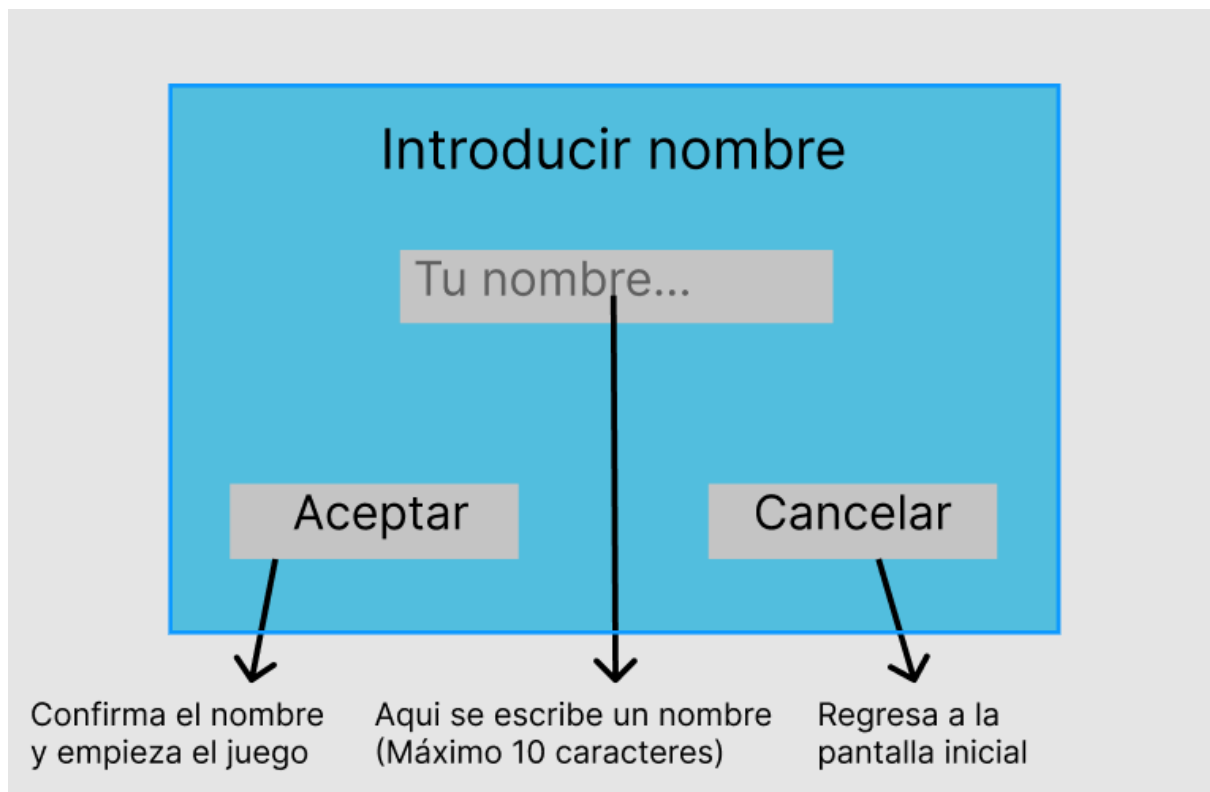 Introducir nombre
Tu nombre...
Aceptar
Cancelar
Confirma el nombre
y empieza el juego
Aqui se escribe un nombre
(Máximo 10 caracteres)
Regresa a la
pantalla inicial